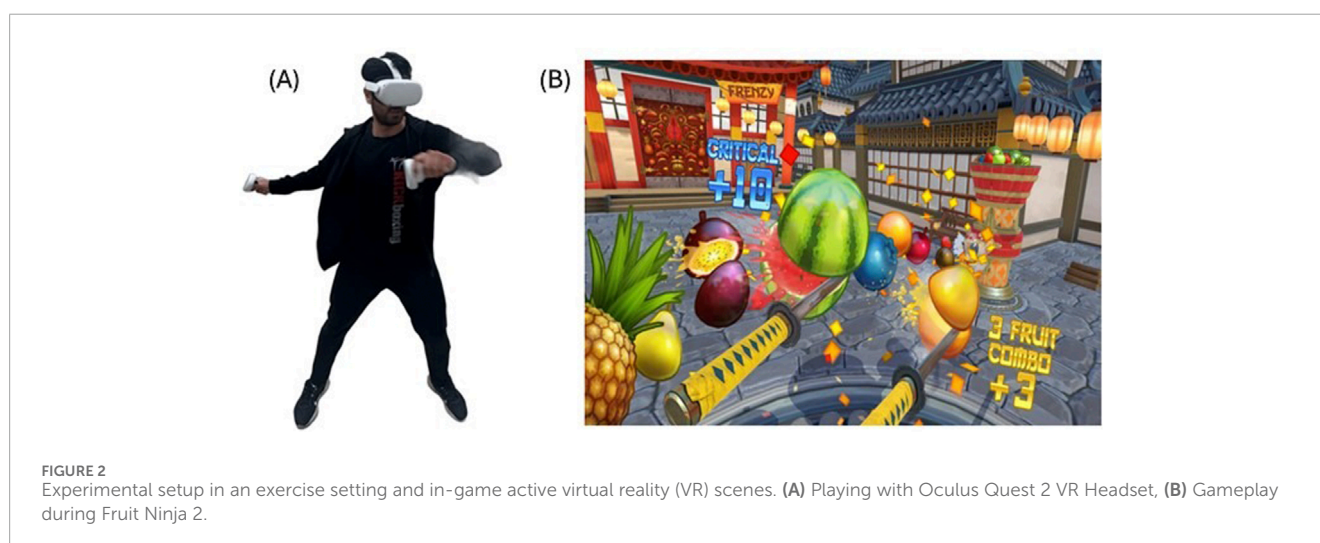 (A)
KICKboxing
(B)
FRENZY
CRITICAL
+10
3 FRUIT
COMBO
+3
FIGURE 2
Experimental setup in an exercise setting and in-game active virtual reality (VR) scenes. (A) Playing with Oculus Quest 2 VR Headset, (B) Gameplay
during Fruit Ninja 2.